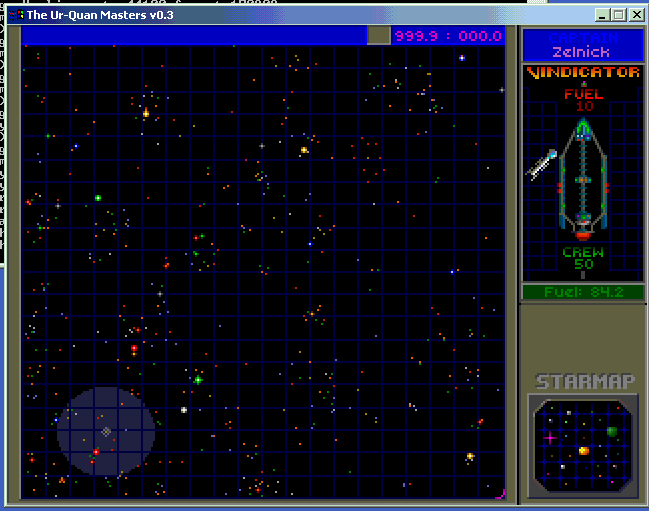 The Ur-Quan Masters v0.3
999.9 : 000.0
CAPTAIN
Zelnick
VINDICATOR
FUEL
10
CREW
50
Fuel: 84.2
STARMAP